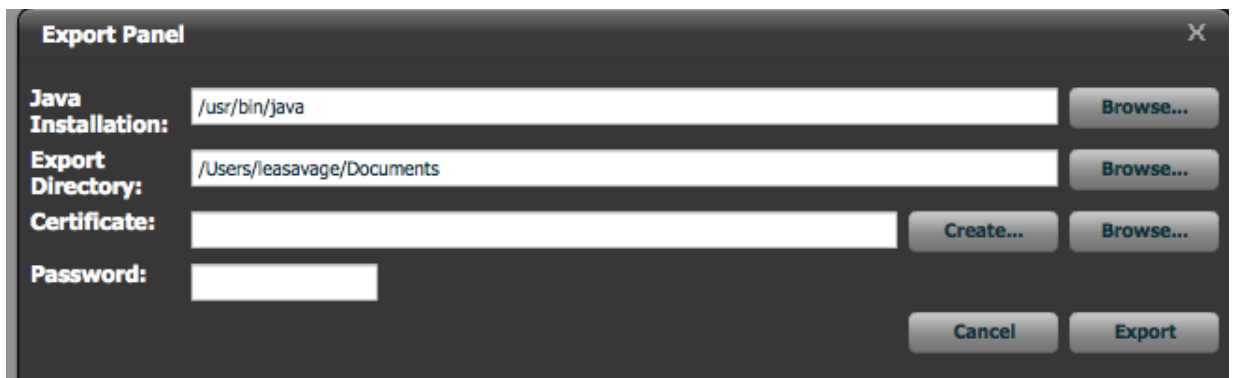 Export Panel X
Java
Installation: /usr/bin/java Browse...
Export
Directory: /Users/leasavage/Documents Browse...
Certificate: Create... Browse...
Password:
Cancel Export